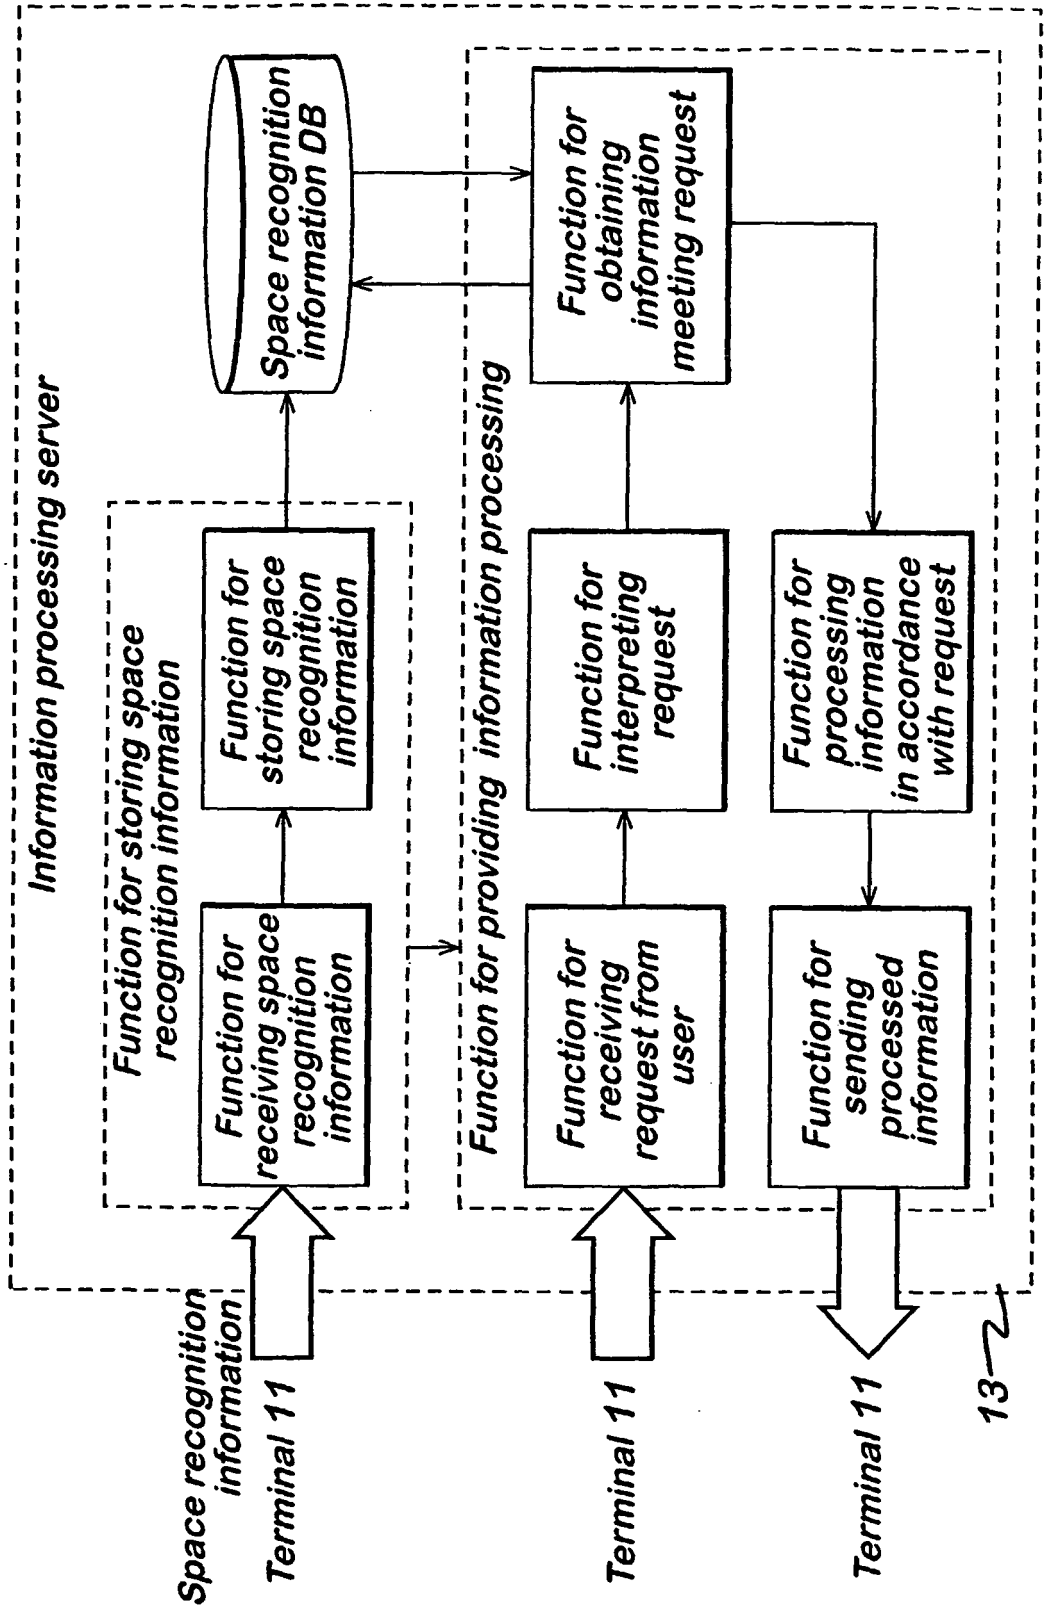 Information processing server
Function for storing space
recognition information
Function for
receiving space
recognition
information
Function for
storing space
recognition
information
Space recognition
information DB
Space recognition
information
Terminal 11
Function for providing information processing
Function for
receiving
request from
user
Function for
interpreting
request
Function for
obtaining
information
meeting request
Terminal 11
Function for
sending
processed
information
Function for
processing
information
in accordance
with request
Terminal 11
13